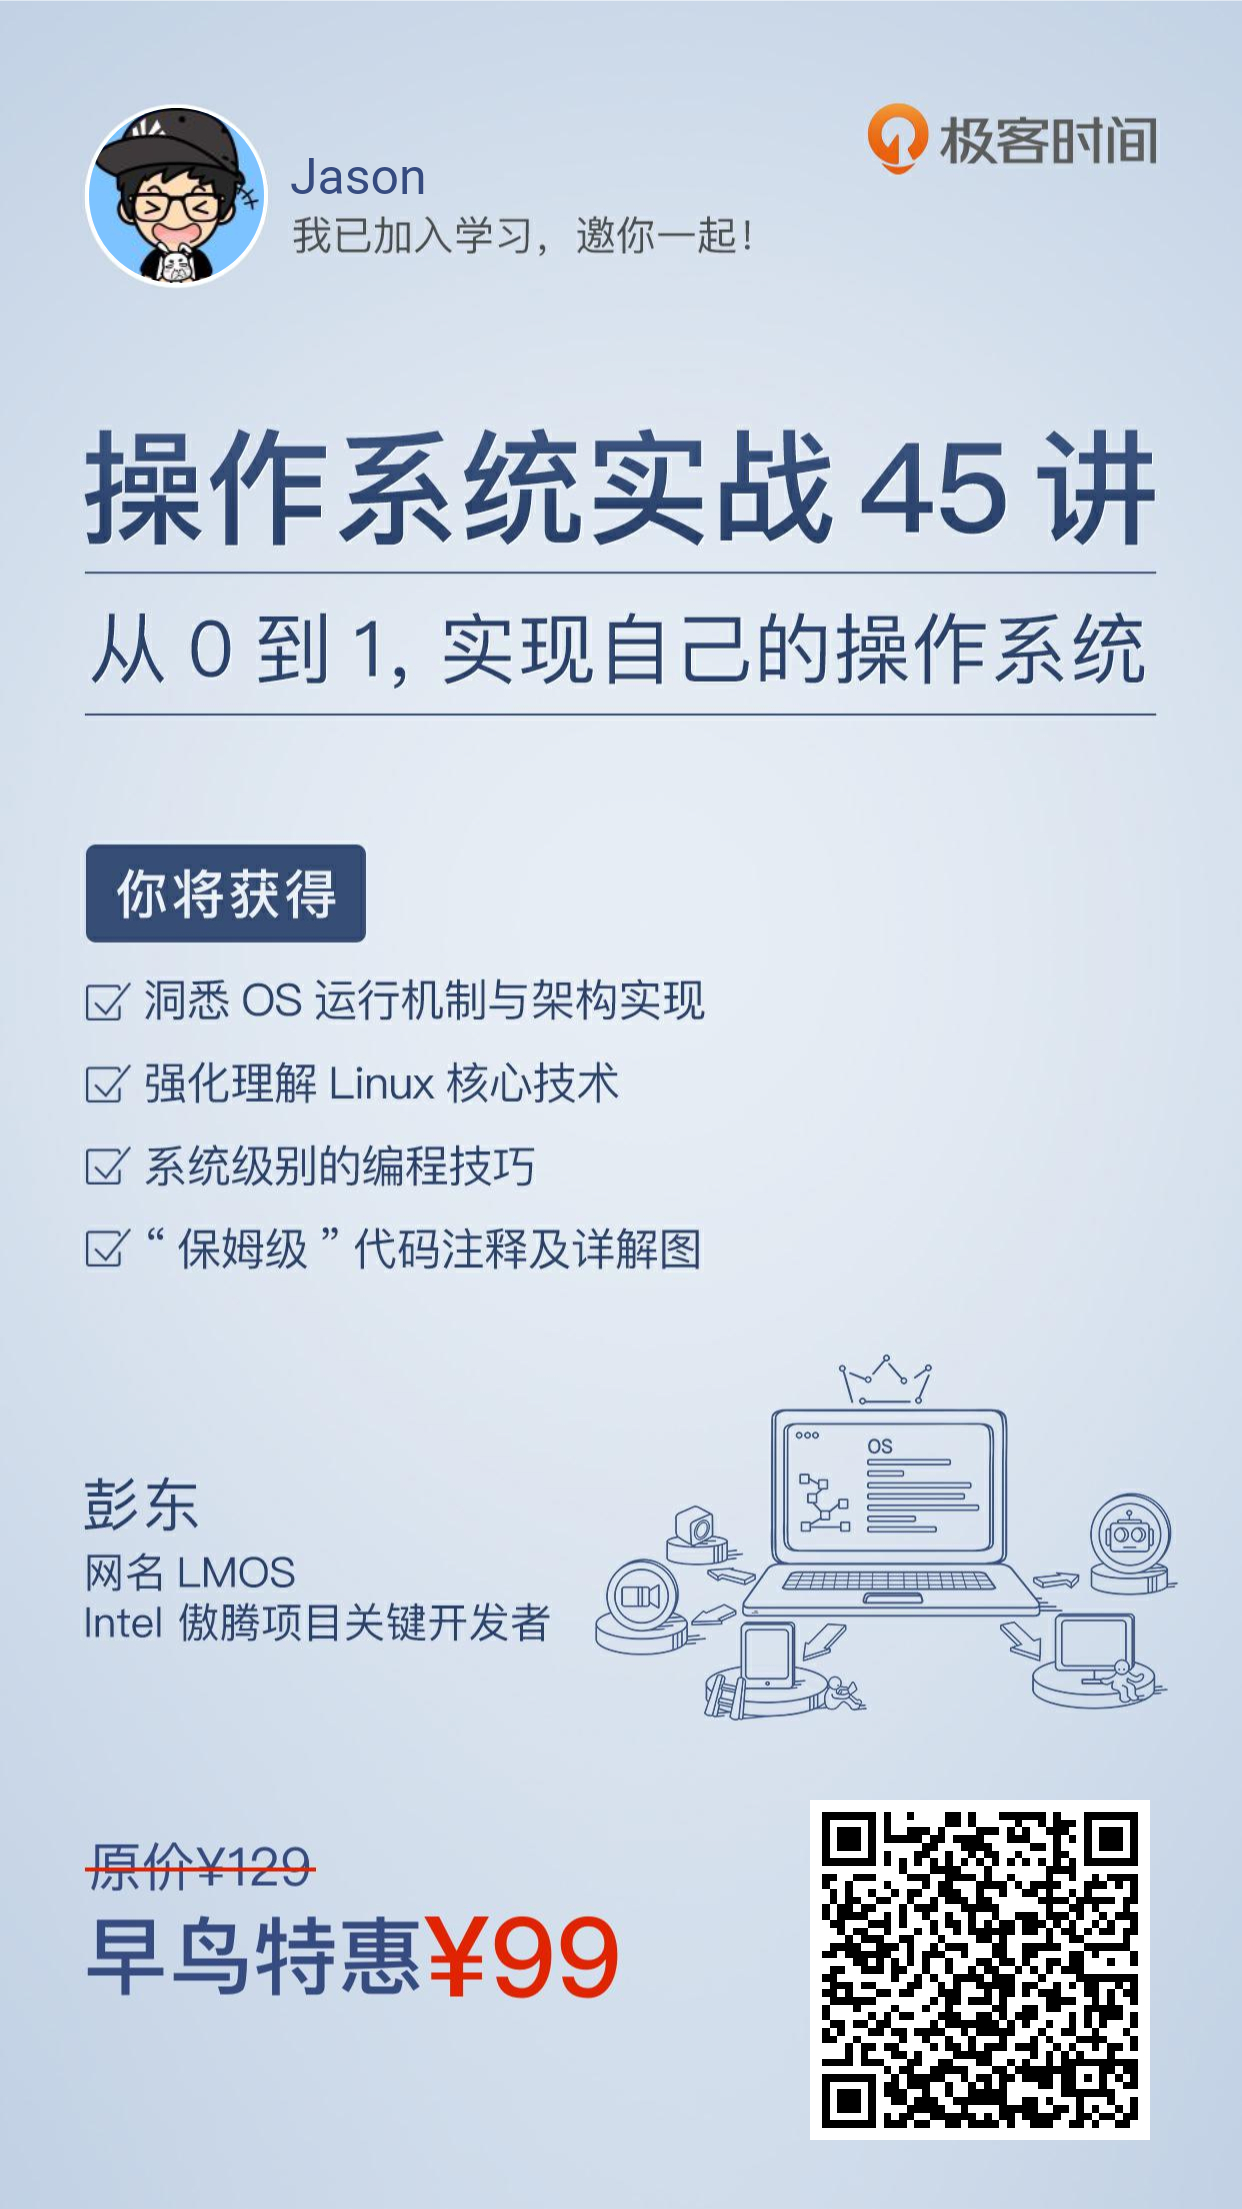 Jason
极客时间
我已加入学习，邀你一起！
操作系统实战 45 讲
从 0 到 1, 实现自己的操作系统
你将获得
洞悉 OS 运行机制与架构实现
强化理解 Linux 核心技术
系统级别的编程技巧
“保姆级”代码注释及详解图
OS
彭东
网名 LMOS
Intel 傲腾项目关键开发者
原价¥129
早鸟特惠¥99